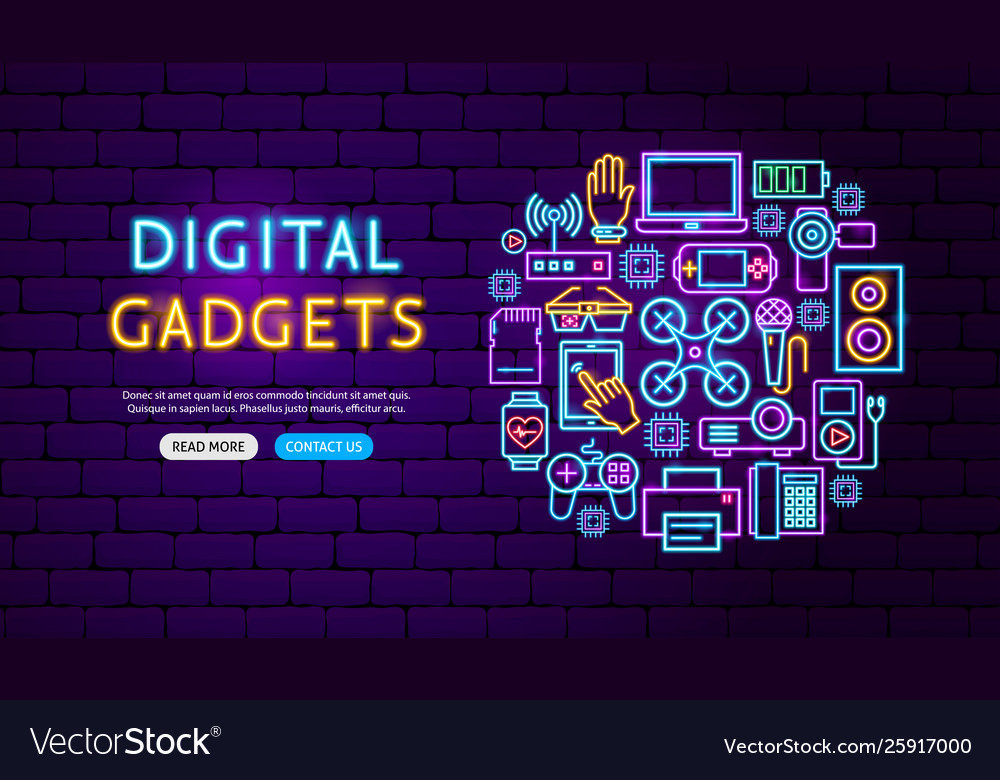 DIGITAL
GADGETS
Donec sit amet quam id eros commodo tincidunt sit amet quis.
Quisque in sapien lacus. Phasellus justo mauris, efficitur arcu.
READ MORE CONTACT US
VectorStock® VectorStock.com/25917000